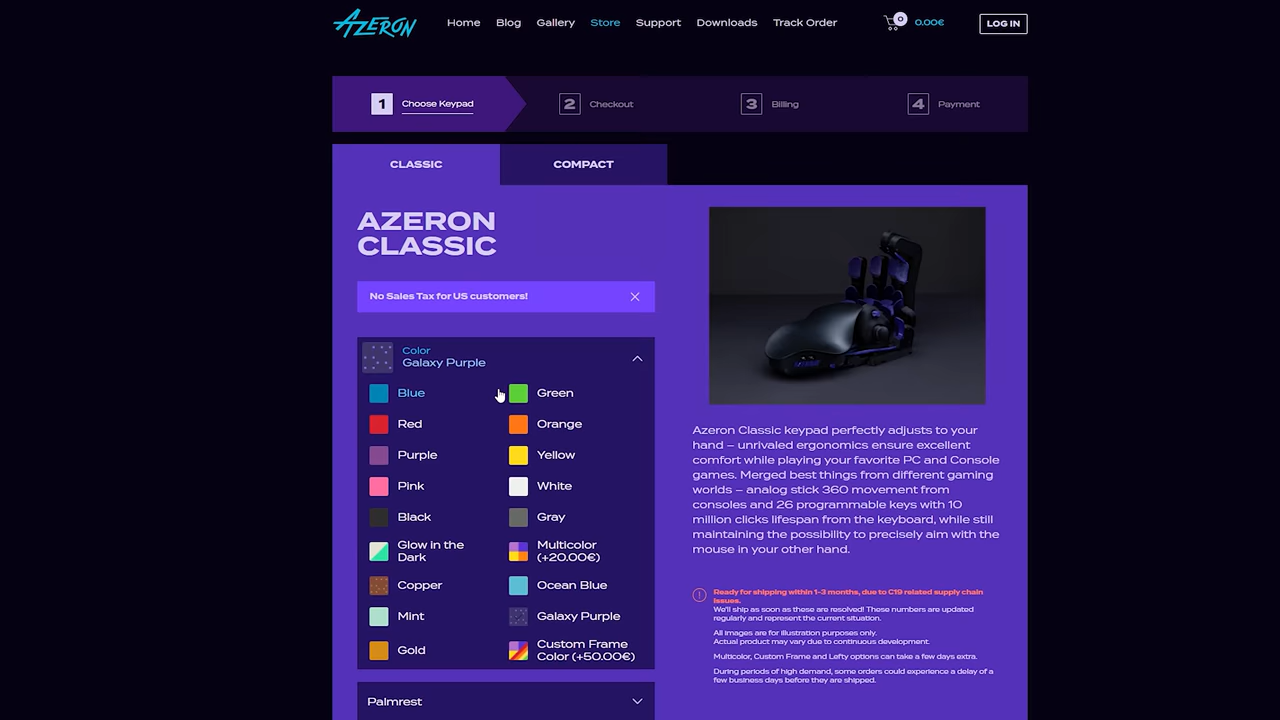 AZERON
Home
Blog
Gallery
Store
Support
Downloads
Track Order
0
0.00€
LOG IN
1
Choose Keypad
2
Checkout
3
Billing
4
Payment
CLASSIC
COMPACT
AZERON
CLASSIC
No Sales Tax for US customers!
Color
Galaxy Purple
Blue
Green
Red
Orange
Purple
Yellow
Pink
White
Black
Gray
Glow in the
Dark
Multicolor
(+20.00€)
Copper
Ocean Blue
Mint
Galaxy Purple
Gold
Custom Frame
Color (+50.00€)
Palmrest
Azeron Classic keypad perfectly adjusts to your
hand – unrivaled ergonomics ensure excellent
comfort while playing your favorite PC and Console
games. Merged best things from different gaming
worlds – analog stick 360 movement from
consoles and 26 programmable keys with 10
million clicks lifespan from the keyboard, while still
maintaining the possibility to precisely aim with the
mouse in your other hand.
Ready for shipping within 1-3 months, due to C19 related supply chain
issues.
We'll ship as soon as these are resolved! These numbers are updated
regularly and represent the current situation.
All images are for illustration purposes only.
Actual product may vary due to continuous development.
Multicolor, Custom Frame and Lefty options can take a few days extra.
During periods of high demand, some orders could experience a delay of a
few business days before they are shipped.